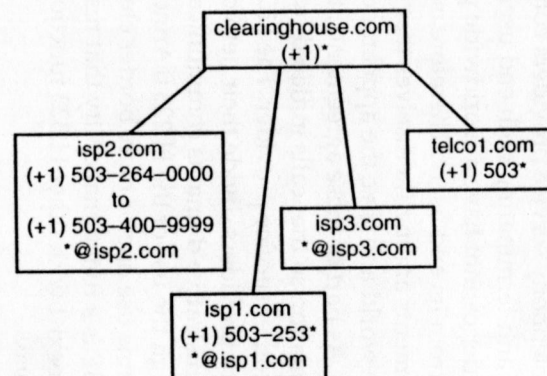 clearinghouse.com
(+1)*
isp2.com
(+1) 503–264–0000
to
(+1) 503–400–9999
*@isp2.com
telco1.com
(+1) 503*
isp3.com
*@isp3.com
isp1.com
(+1) 503–253*
*@isp1.com